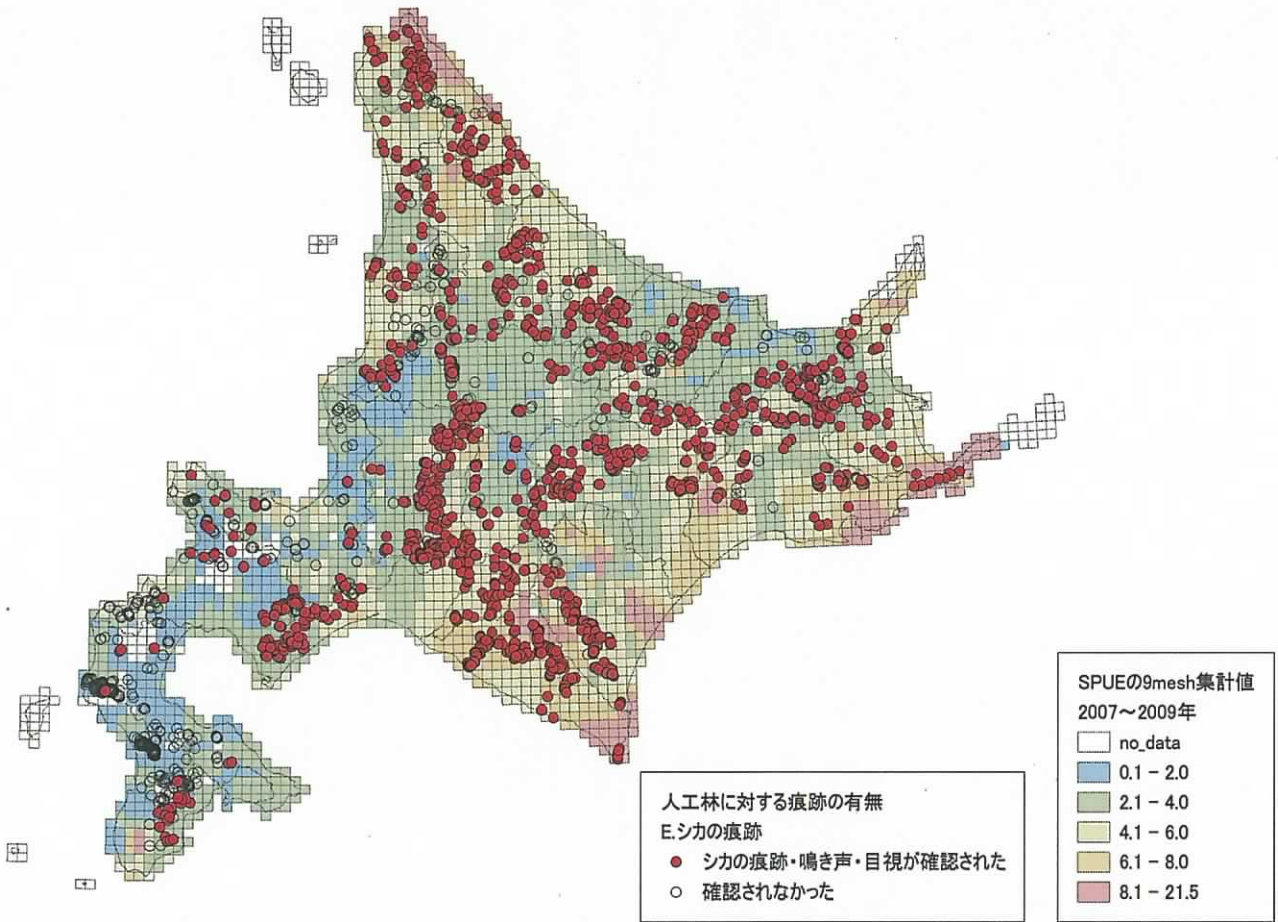 人工林に対する痕跡の有無
E.シカの痕跡
シカの痕跡・鳴き声・目視が確認された
確認されなかった
SPUEの9mesh集計値
2007～2009年
no_data
0.1 - 2.0
2.1 - 4.0
4.1 - 6.0
6.1 - 8.0
8.1 - 21.5